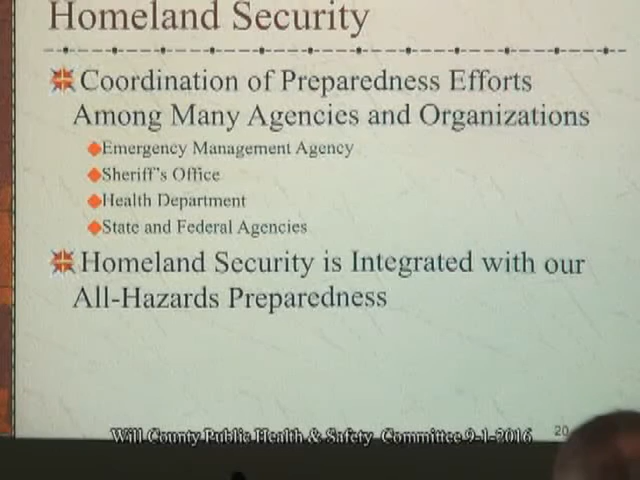 Homeland Security
Coordination of Preparedness Efforts
Among Many Agencies and Organizations
Emergency Management Agency
Sheriff's Office
Health Department
State and Federal Agencies
Homeland Security is Integrated with our
All-Hazards Preparedness
Will County Public Health & Safety Committee 9-1-2016
20